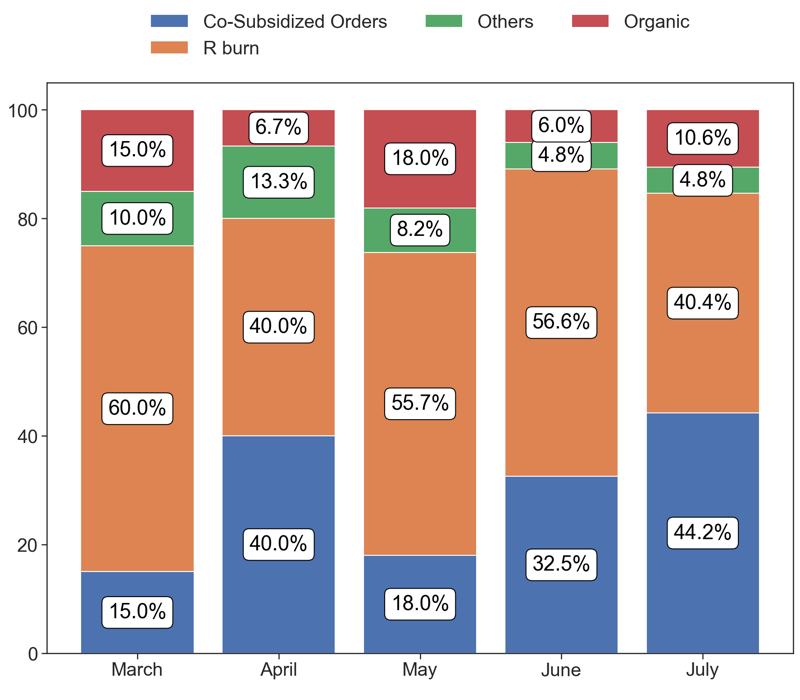 Co-Subsidized Orders Others Organic
R burn
100
15.0% 6.7% 18.0% 6.0% 10.6%
10.0% 13.3% 8.2% 4.8% 4.8%
80
60.0% 40.0% 55.7% 56.6% 40.4%
60
40
15.0% 40.0% 18.0% 32.5% 44.2%
20
0
March April May June July